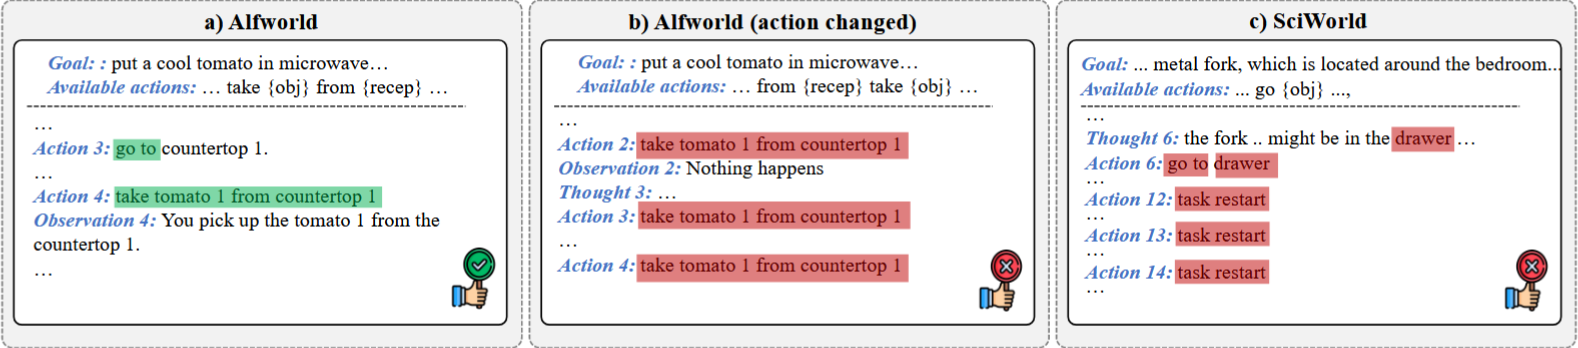 a) Alfworld
Goal: : put a cool tomato in microwave…
Available actions: … take {obj} from {recep} …
…
Action 3: go to countertop 1.
…
Action 4: take tomato 1 from countertop 1
Observation 4: You pick up the tomato 1 from the
countertop 1.
…
b) Alfworld (action changed)
Goal: : put a cool tomato in microwave…
Available actions: … from {recep} take {obj} …
…
Action 2: take tomato 1 from countertop 1
Observation 2: Nothing happens
Thought 3: …
Action 3: take tomato 1 from countertop 1
…
Action 4: take tomato 1 from countertop 1
c) SciWorld
Goal: ... metal fork, which is located around the bedroom...
Available actions: ... go {obj} ...,
...
Thought 6: the fork .. might be in the drawer …
Action 6: go to drawer
...
Action 12: task restart
...
Action 13: task restart
...
Action 14: task restart
...